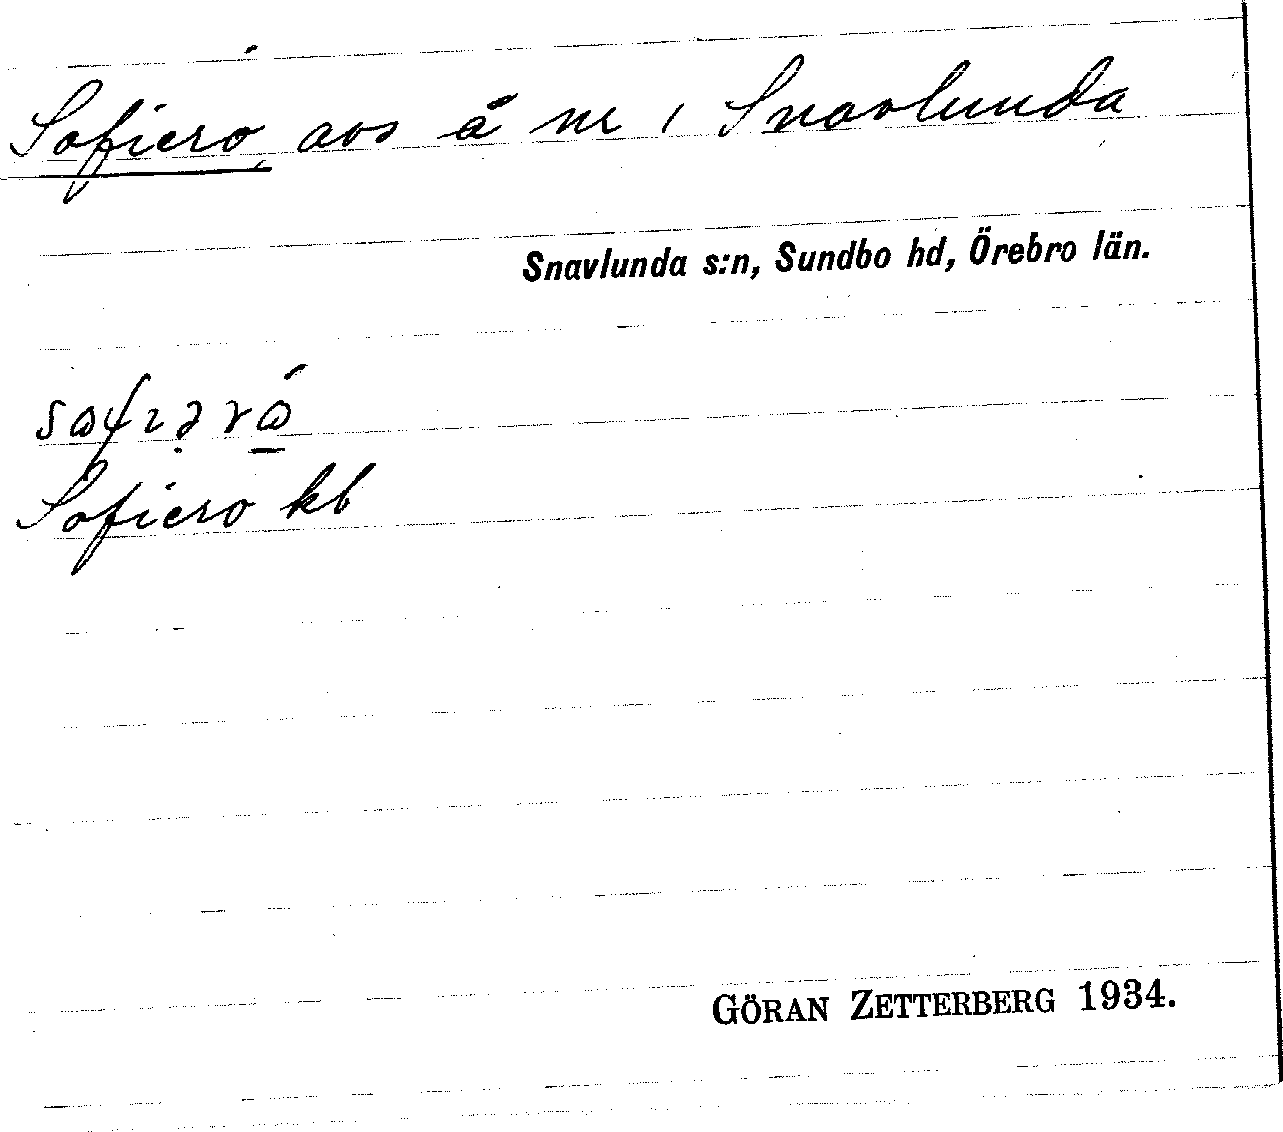 Sofiero, avs å nr 1 Snavlunda
Snavlunda s:n, Sundbo hd, Örebro län.
Sofiero kb
GÖRAN ZETTERBERG 1934.